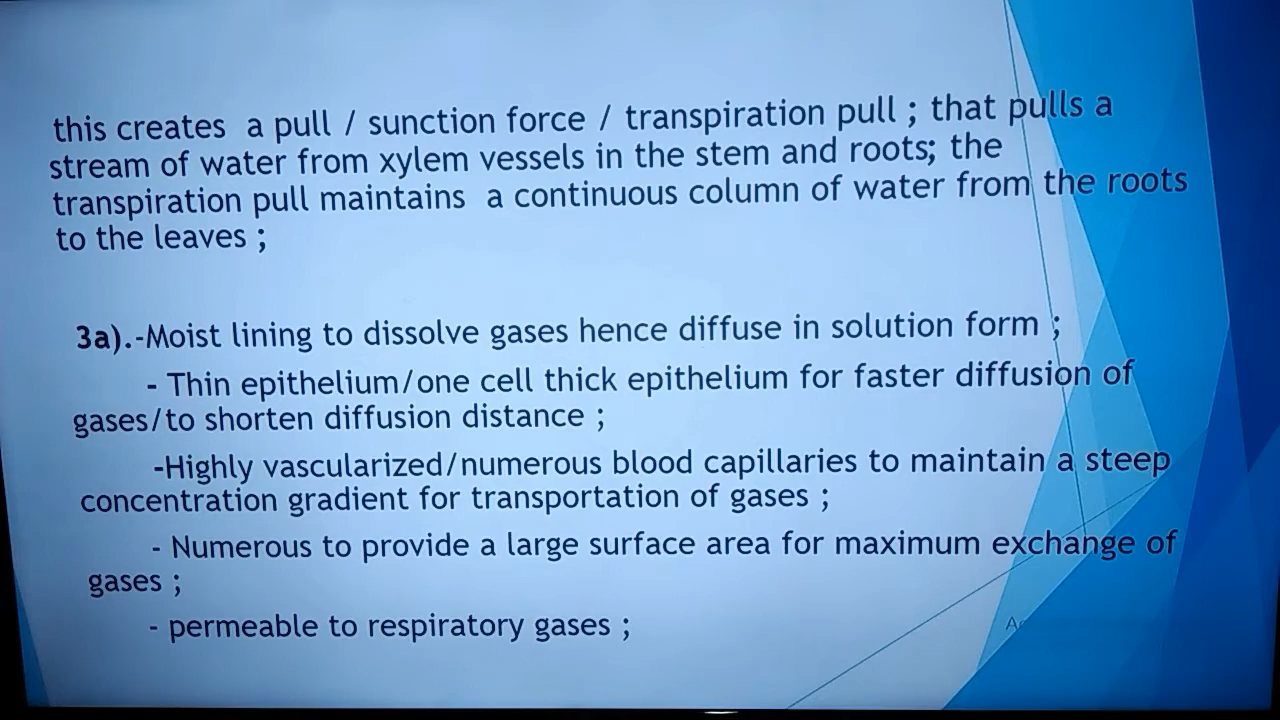 this creates a pull / sunction force / transpiration pull ; that pulls a
stream of water from xylem vessels in the stem and roots; the
transpiration pull maintains a continuous column of water from the roots
to the leaves ;
3a).-Moist lining to dissolve gases hence diffuse in solution form ;
- Thin epithelium/one cell thick epithelium for faster diffusion of
gases/to shorten diffusion distance ;
-Highly vascularized/numerous blood capillaries to maintain a steep
concentration gradient for transportation of gases ;
- Numerous to provide a large surface area for maximum exchange of
gases ;
- permeable to respiratory gases ;